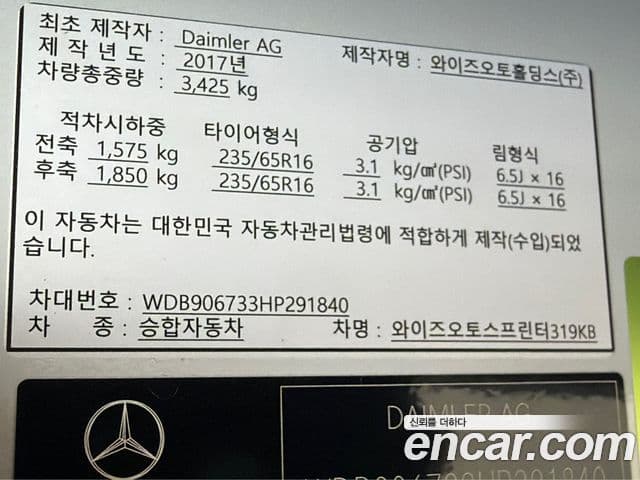 최초 제작자 : Daimler AG 제작자명 : 와이즈오토홀딩스(주)
제 작 년 도 : 2017년
차량총중량 : 3,425 kg
적차시하중 타이어형식 공기압 림형식
전축 1,575 kg 235/65R16 3.1 kg/㎠(PSI) 6.5J × 16
후축 1,850 kg 235/65R16 3.1 kg/㎠(PSI) 6.5J × 16
이 자동차는 대한민국 자동차관리법령에 적합하게 제작(수입)되었
습니다.
차대번호 : WDB906733HP291840
차 종 : 승합자동차 차명 : 와이즈오토스프린터319KB
DAIMLER AG
신뢰를 더하다
encar.com
WDB906733HP291840